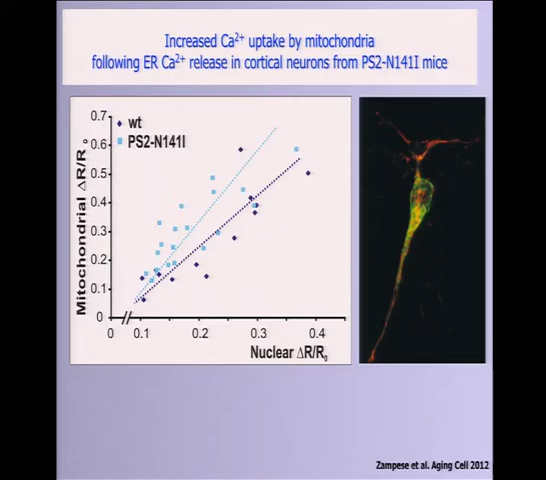 Increased Ca²⁺ uptake by mitochondria
following ER Ca²⁺ release in cortical neurons from PS2-N141I mice
0.7
wt
0.6
PS2-N141I
0.5
0.4
0.3
0.2
0.1
0
Mitochondrial ΔR/R₀
0 0.1 0.2 0.3 0.4
Nuclear ΔR/R₀
Zampese et al. Aging Cell 2012